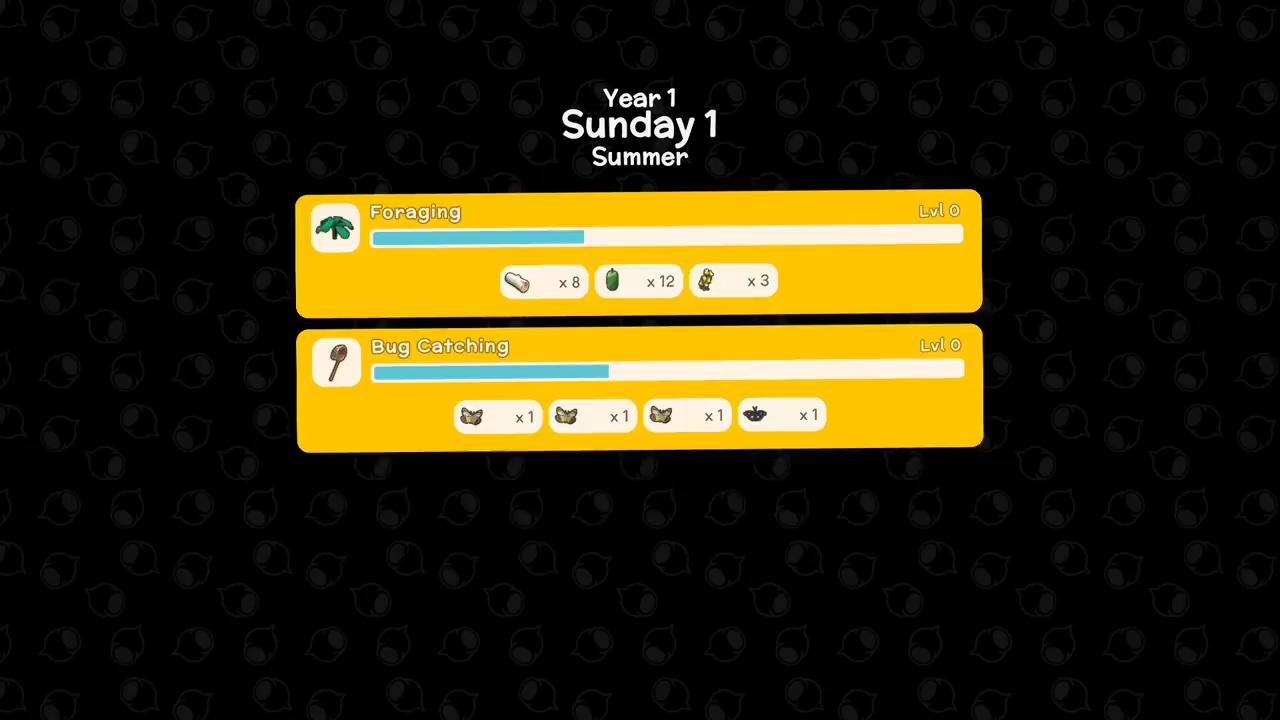 Year 1
Sunday 1
Summer
Foraging
Lvl 0
x 8
x 12
x 3
Bug Catching
Lvl 0
x 1
x 1
x 1
x 1